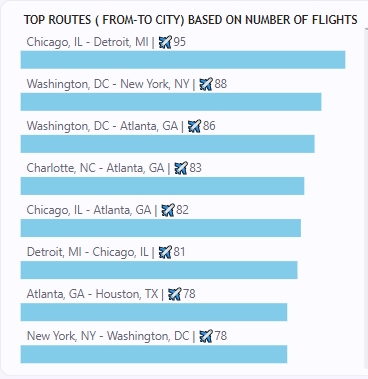 TOP ROUTES ( FROM-TO CITY) BASED ON NUMBER OF FLIGHTS
Chicago, IL - Detroit, MI | ✈95
Washington, DC - New York, NY | ✈88
Washington, DC - Atlanta, GA | ✈86
Charlotte, NC - Atlanta, GA | ✈83
Chicago, IL - Atlanta, GA | ✈82
Detroit, MI - Chicago, IL | ✈81
Atlanta, GA - Houston, TX | ✈78
New York, NY - Washington, DC | ✈78